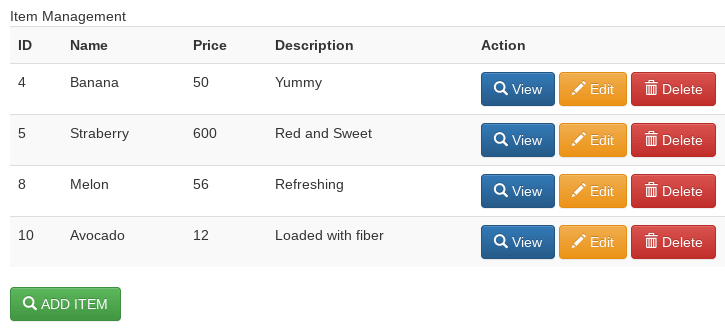 Item Management
ID Name Price Description Action
4 Banana 50 Yummy View Edit Delete
5 Straberry 600 Red and Sweet View Edit Delete
8 Melon 56 Refreshing View Edit Delete
10 Avocado 12 Loaded with fiber View Edit Delete
ADD ITEM